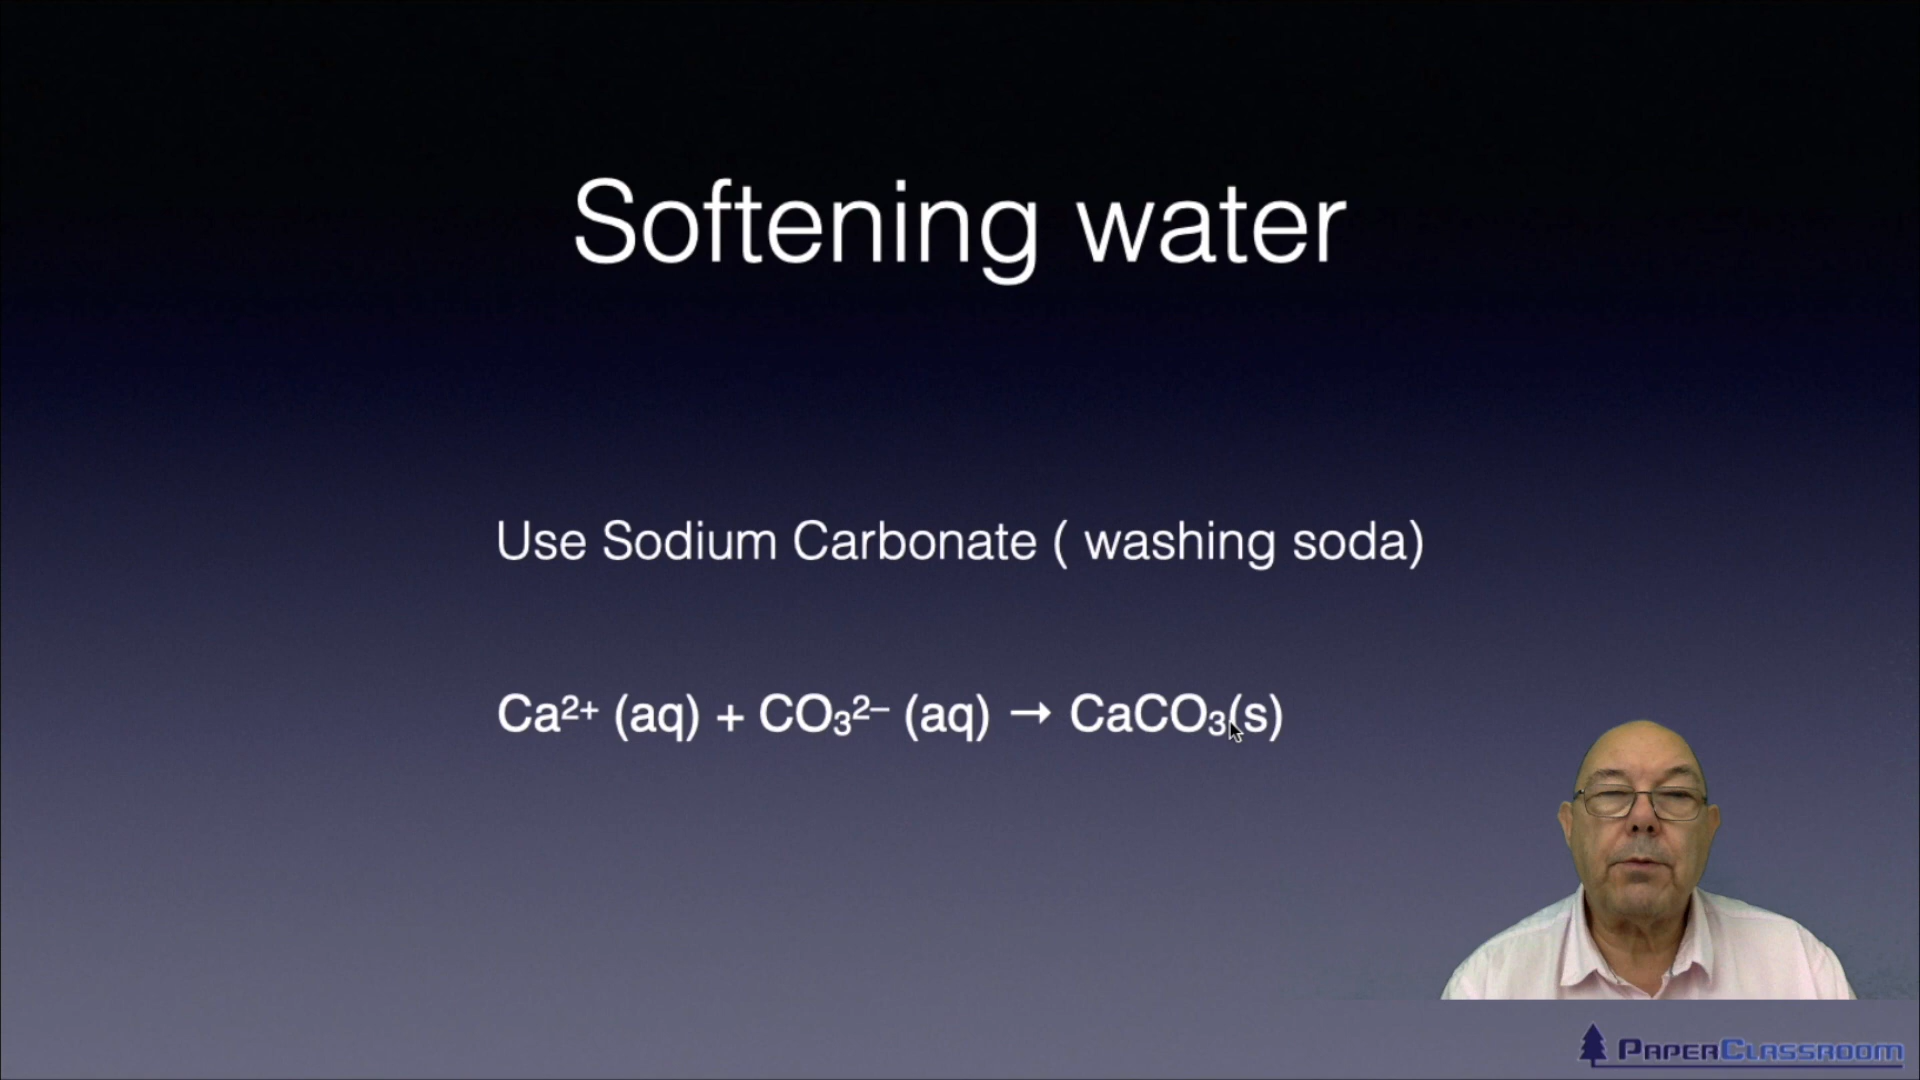 Softening water
Use Sodium Carbonate ( washing soda)
Ca²⁺ (aq) + CO₃²⁻ (aq) → CaCO₃(s)
PAPERCLASSROOM